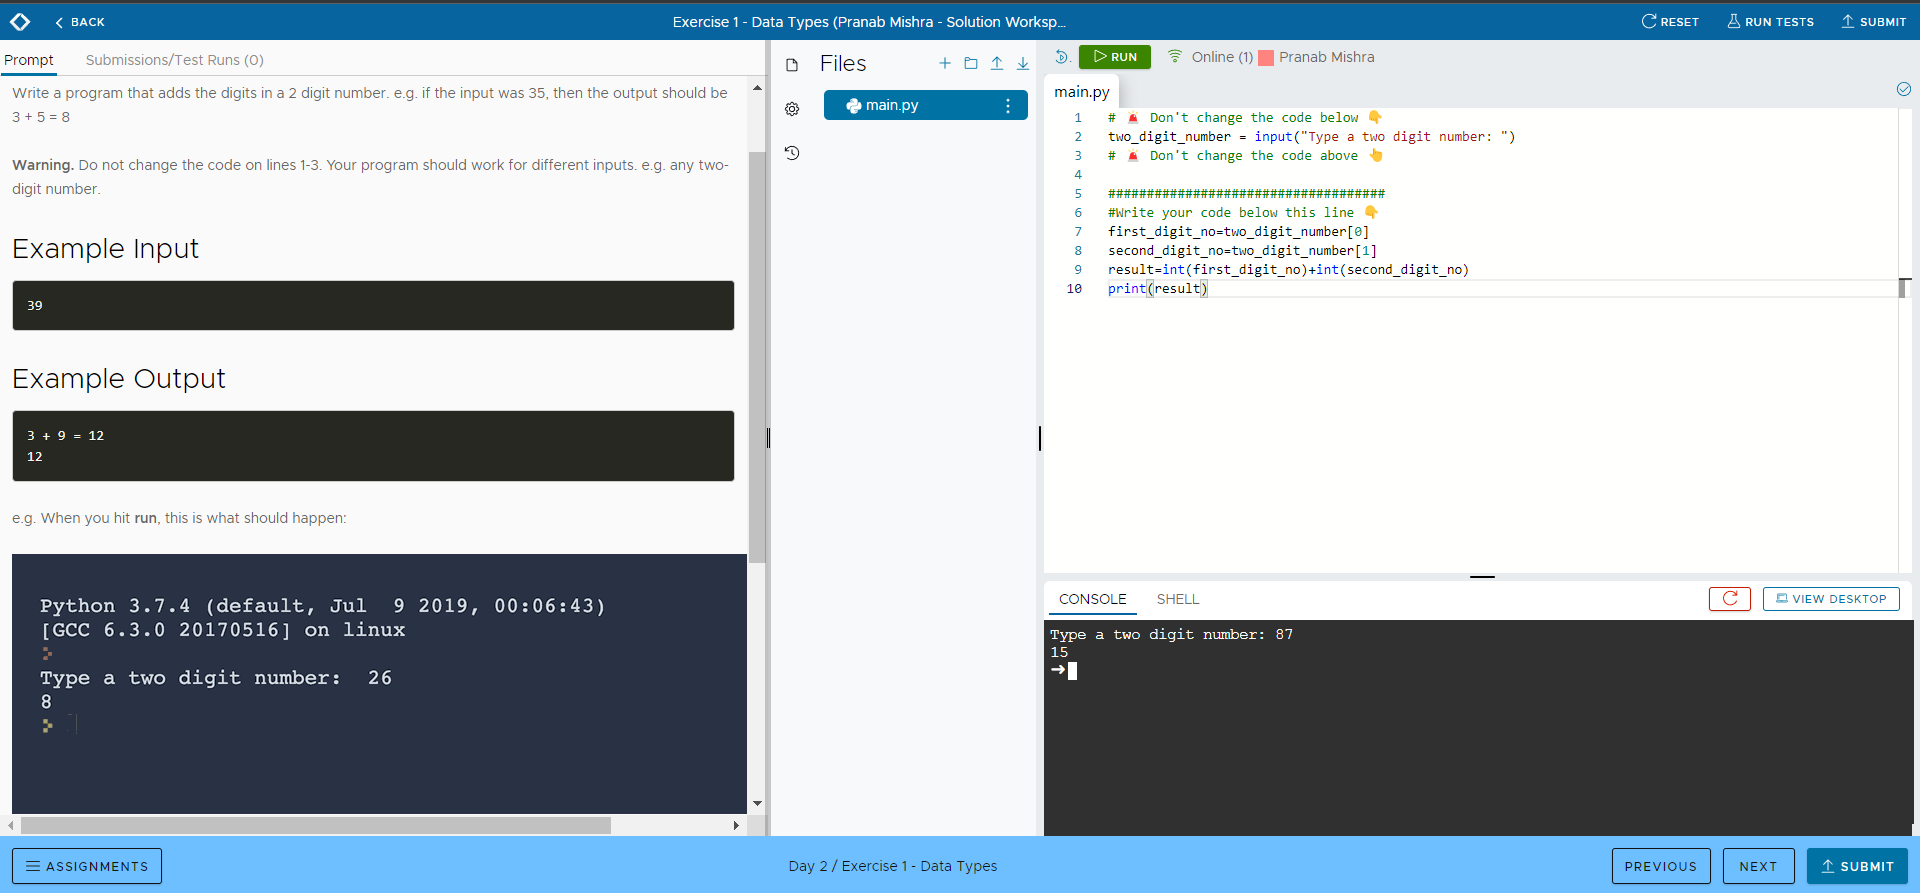 BACK
Exercise 1 - Data Types (Pranab Mishra - Solution Worksp...
RESET
RUN TESTS
SUBMIT
Prompt
Submissions/Test Runs (0)
Write a program that adds the digits in a 2 digit number. e.g. if the input was 35, then the output should be
3 + 5 = 8
Warning. Do not change the code on lines 1-3. Your program should work for different inputs. e.g. any two-
digit number.
Example Input
39
Example Output
3 + 9 = 12
12
e.g. When you hit run, this is what should happen:
Python 3.7.4 (default, Jul  9 2019, 00:06:43)
[GCC 6.3.0 20170516] on linux
Type a two digit number:  26
8
Files
main.py
RUN
Online (1)
Pranab Mishra
main.py
1 # 🚨 Don't change the code below 👇
2 two_digit_number = input("Type a two digit number: ")
3 # 🚨 Don't change the code above 👆
4
5 ####################################
6 #Write your code below this line 👇
7 first_digit_no=two_digit_number[0]
8 second_digit_no=two_digit_number[1]
9 result=int(first_digit_no)+int(second_digit_no)
10 print(result)
CONSOLE
SHELL
VIEW DESKTOP
Type a two digit number: 87
15
➜
ASSIGNMENTS
Day 2 / Exercise 1 - Data Types
PREVIOUS
NEXT
SUBMIT